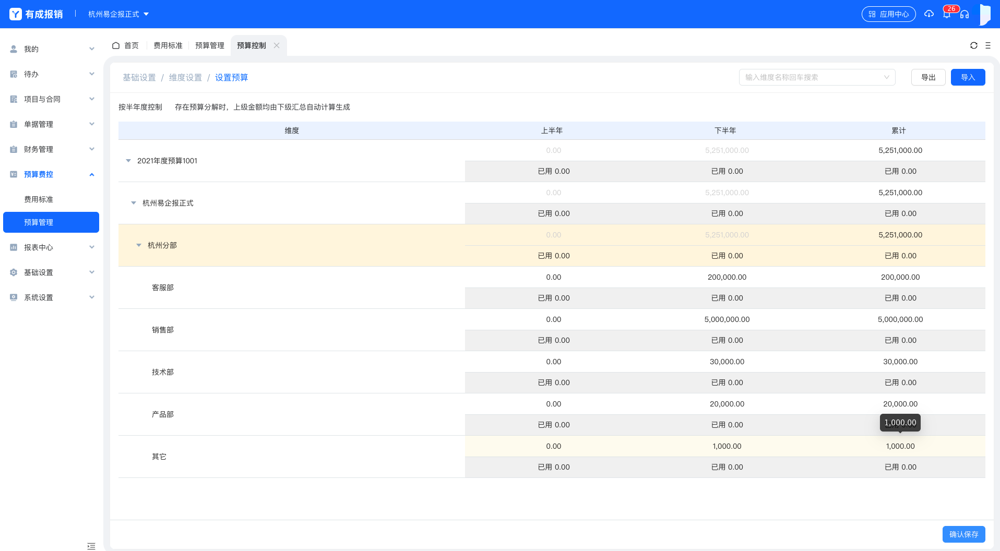 有成报销
杭州易企报正式
应用中心
26
我的
待办
项目与合同
单据管理
财务管理
预算费控
费用标准
预算管理
报表中心
基础设置
系统设置
首页 费用标准 预算管理 预算控制
基础设置 / 维度设置 / 设置预算
输入维度名称回车搜索
导出
导入
按半年度控制 存在预算分解时，上级金额均由下级汇总自动计算生成
维度 上半年 下半年 累计
2021年度预算1001
0.00 5,251,000.00 5,251,000.00
已用 0.00 已用 0.00 已用 0.00
杭州易企报正式
0.00 5,251,000.00 5,251,000.00
已用 0.00 已用 0.00 已用 0.00
杭州分部
0.00 5,251,000.00 5,251,000.00
已用 0.00 已用 0.00 已用 0.00
客服部
0.00 200,000.00 200,000.00
已用 0.00 已用 0.00 已用 0.00
销售部
0.00 5,000,000.00 5,000,000.00
已用 0.00 已用 0.00 已用 0.00
技术部
0.00 30,000.00 30,000.00
已用 0.00 已用 0.00 已用 0.00
产品部
0.00 20,000.00 20,000.00
已用 0.00 已用 0.00
1,000.00
其它
0.00 1,000.00 1,000.00
已用 0.00 已用 0.00 已用 0.00
确认保存